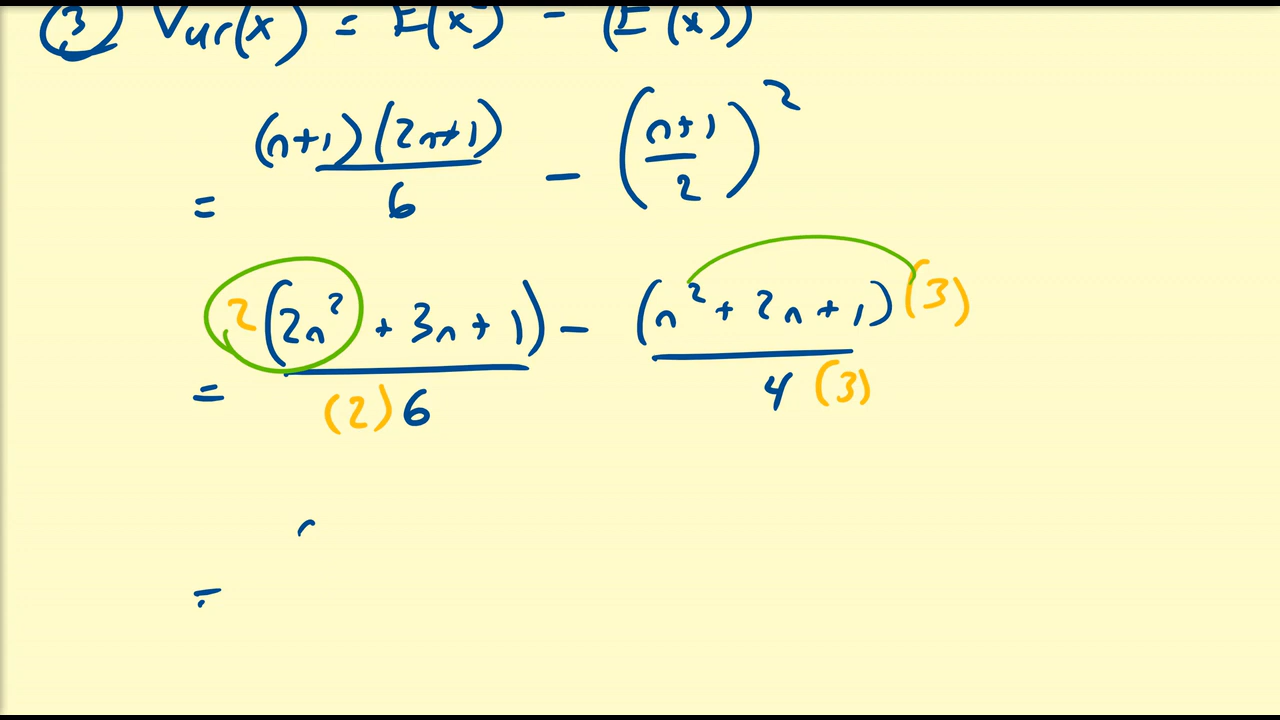 ③ Var(x) = E(x²) - (E(x))
= (n+1)(2n+1)/6 - ((n+1)/2)²
= 2(2n² + 3n + 1)/(2)6 - (n² + 2n + 1)(3)/4(3)
=